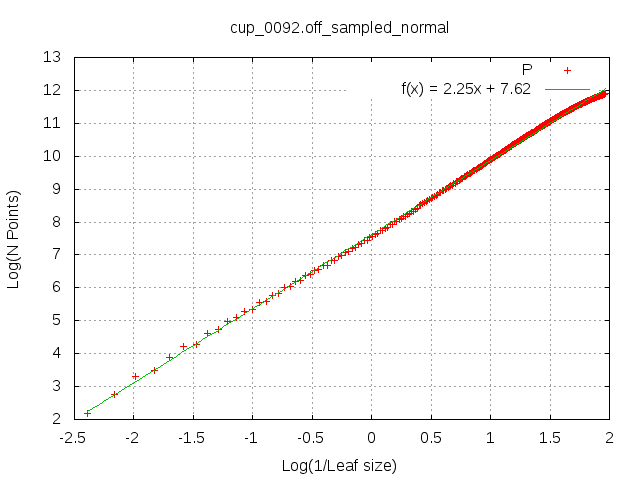 cup_0092.off_sampled_normal
13
12
11
10
9
8
7
6
5
4
3
2
-2.5 -2 -1.5 -1 -0.5 0 0.5 1 1.5 2
P
f(x) = 2.25x + 7.62
Log(N Points)
Log(1/Leaf size)